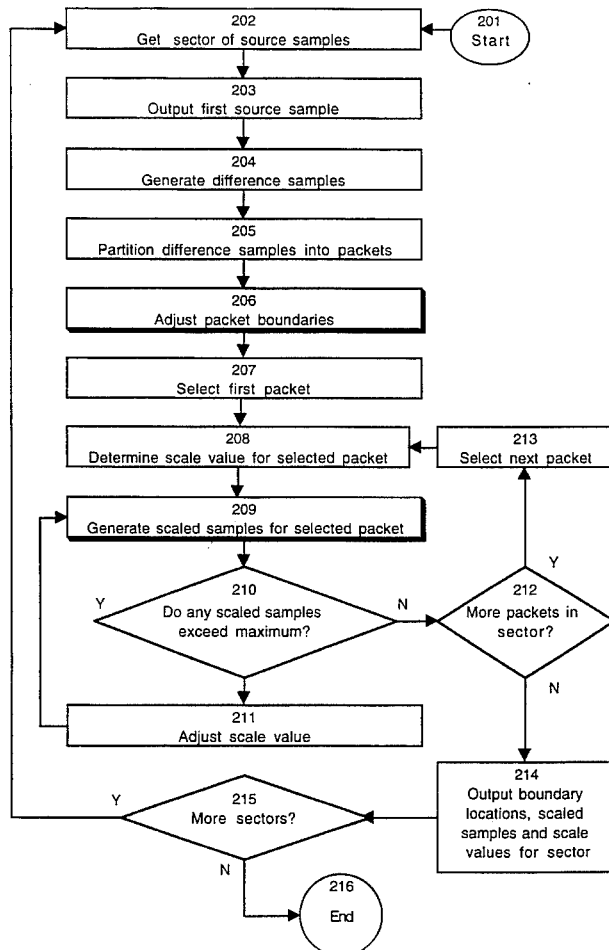 201
Start
202
Get sector of source samples
203
Output first source sample
204
Generate difference samples
205
Partition difference samples into packets
206
Adjust packet boundaries
207
Select first packet
208
Determine scale value for selected packet
213
Select next packet
209
Generate scaled samples for selected packet
Y
210
Do any scaled samples
exceed maximum?
N
Y
212
More packets in
sector?
N
211
Adjust scale value
214
Output boundary
locations, scaled
samples and scale
values for sector
Y
215
More sectors?
N
216
End